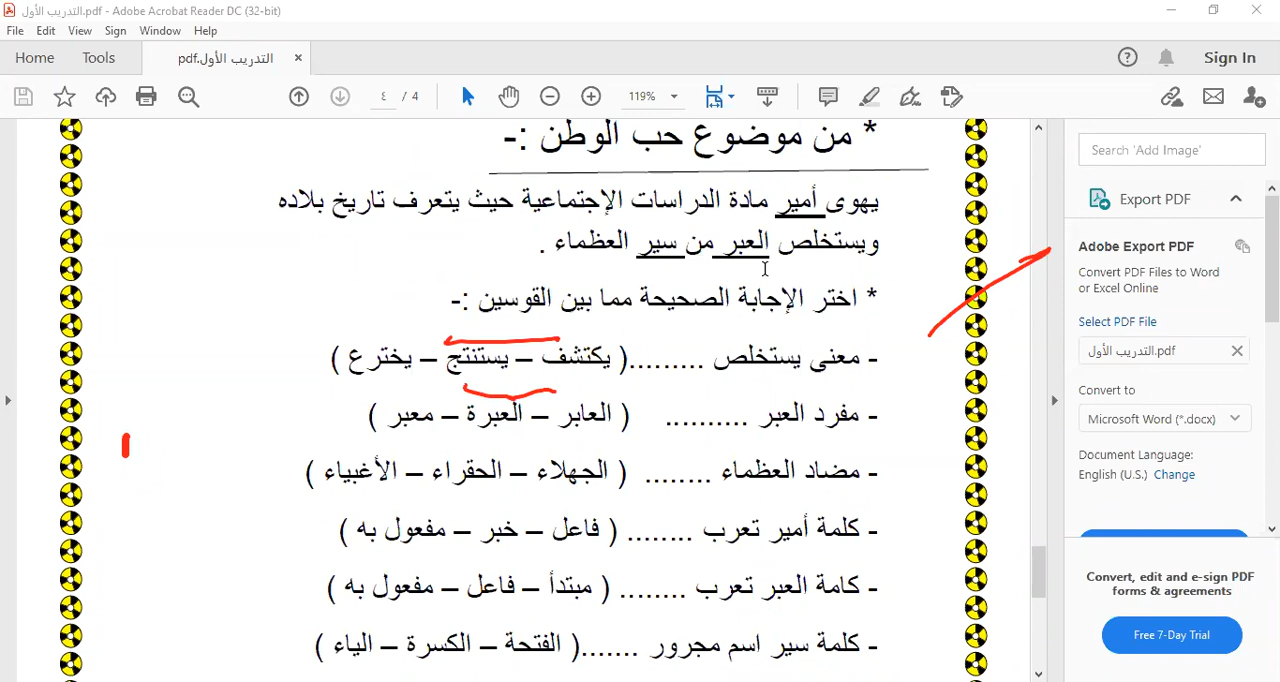 التدريب الأول.pdf - Adobe Acrobat Reader DC (32-bit)
File Edit View Sign Window Help
Home Tools التدريب الأول.pdf × Sign In
٤ / 4 119%
* من موضوع حب الوطن :-
يهوى أمير مادة الدراسات الإجتماعية حيث يتعرف تاريخ بلاده
ويستخلص العبر من سير العظماء .
* اختر الإجابة الصحيحة مما بين القوسين :-
- معنى يستخلص .........( يكتشف – يستنتج – يخترع )
- مفرد العبر .......... ( العابر – العبرة – معبر )
- مضاد العظماء ........ ( الجهلاء – الحقراء – الأغبياء )
- كلمة أمير تعرب ........ ( فاعل – خبر – مفعول به )
- كامة العبر تعرب ........ ( مبتدأ – فاعل – مفعول به )
- كلمة سير اسم مجرور .......( الفتحة – الكسرة – الياء )
Search 'Add Image'
Export PDF
Adobe Export PDF
Convert PDF Files to Word
or Excel Online
Select PDF File
التدريب الأول.pdf
Convert to
Microsoft Word (*.docx)
Document Language:
English (U.S.) Change
Convert, edit and e-sign PDF
forms & agreements
Free 7-Day Trial